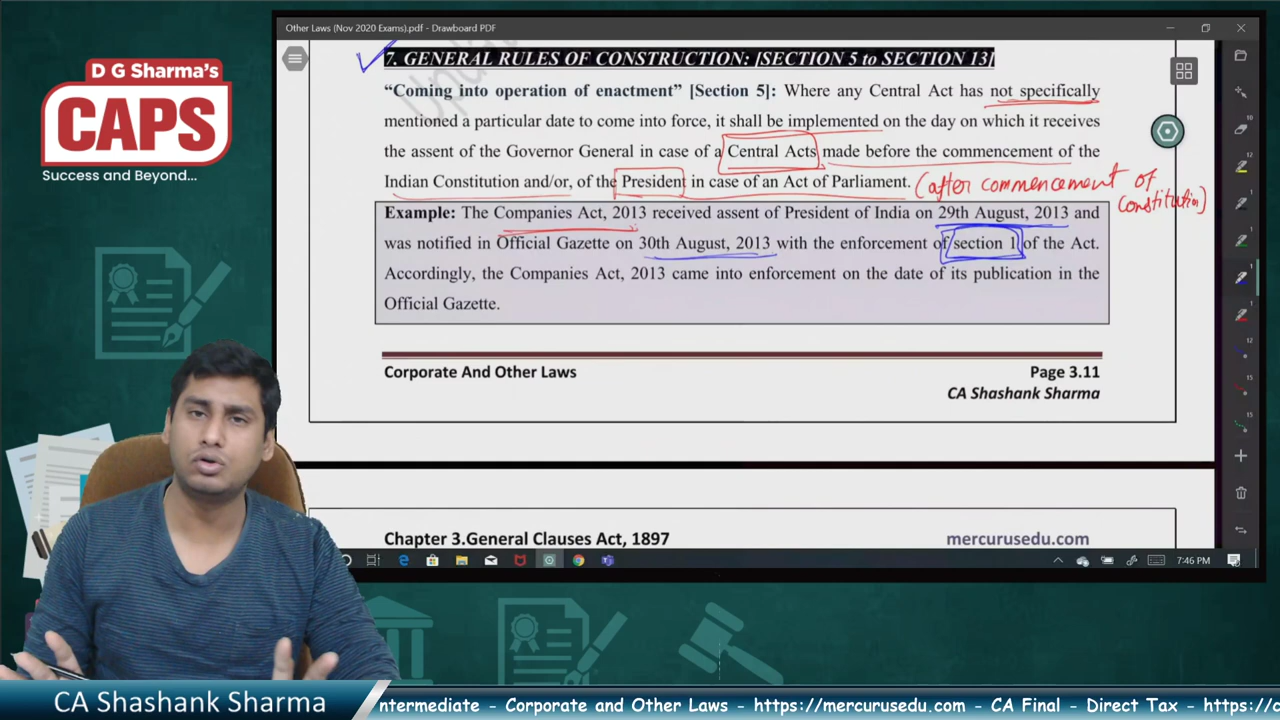 Other Laws (Nov 2020 Exams).pdf - Drawboard PDF
D G Sharma's
CAPS
Success and Beyond...
7. GENERAL RULES OF CONSTRUCTION: [SECTION 5 to SECTION 13]
“Coming into operation of enactment” [Section 5]: Where any Central Act has not specifically
mentioned a particular date to come into force, it shall be implemented on the day on which it receives
the assent of the Governor General in case of a Central Acts made before the commencement of the
Indian Constitution and/or, of the President in case of an Act of Parliament. (after commencement of
constitution)
Example: The Companies Act, 2013 received assent of President of India on 29th August, 2013 and
was notified in Official Gazette on 30th August, 2013 with the enforcement of section 1 of the Act.
Accordingly, the Companies Act, 2013 came into enforcement on the date of its publication in the
Official Gazette.
Corporate And Other Laws Page 3.11
CA Shashank Sharma
Chapter 3.General Clauses Act, 1897 mercurusedu.com
7:46 PM
CA Shashank Sharma ntermediate - Corporate and Other Laws - https://mercurusedu.com - CA Final - Direct Tax - https://c